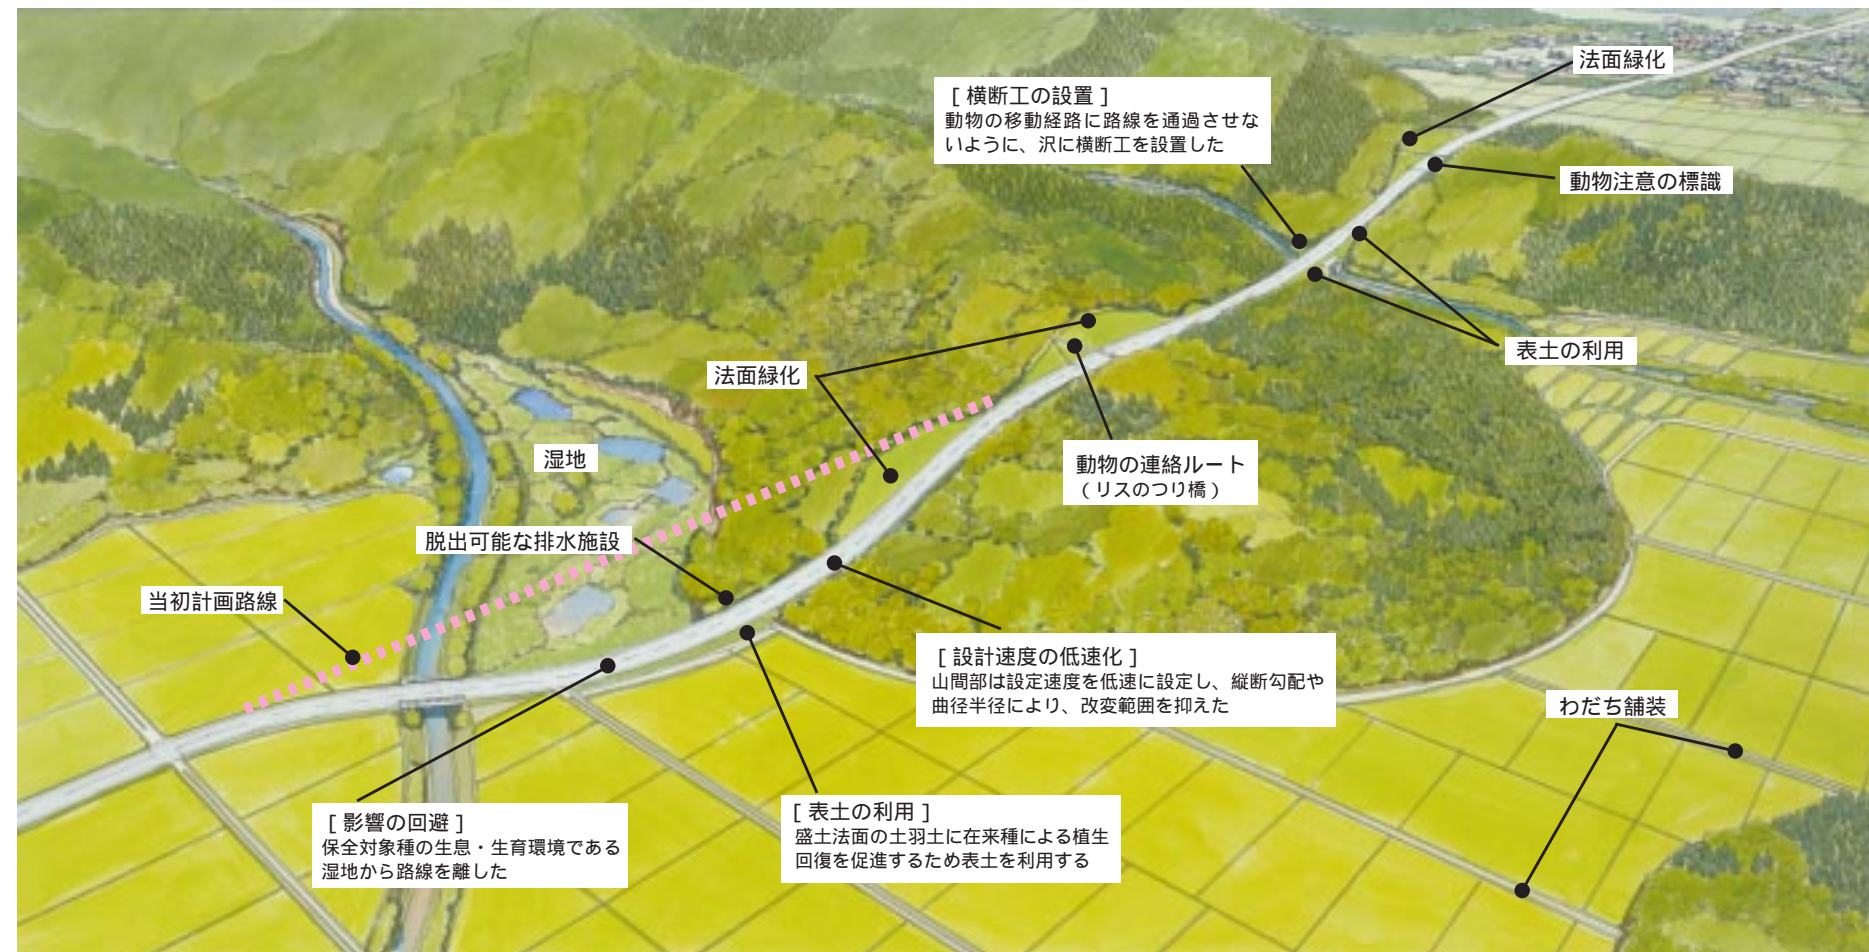 法面緑化
[ 横断工の設置 ]
動物の移動経路に路線を通過させな
いように、沢に横断工を設置した
動物注意の標識
表土の利用
法面緑化
動物の連絡ルート
( リスのつり橋 )
湿地
脱出可能な排水施設
当初計画路線
[ 設計速度の低速化 ]
山間部は設定速度を低速に設定し、縦断勾配や
曲径半径により、改変範囲を抑えた
わだち舗装
[ 影響の回避 ]
保全対象種の生息・生育環境である
湿地から路線を離した
[ 表土の利用 ]
盛土法面の土羽土に在来種による植生
回復を促進するため表土を利用する